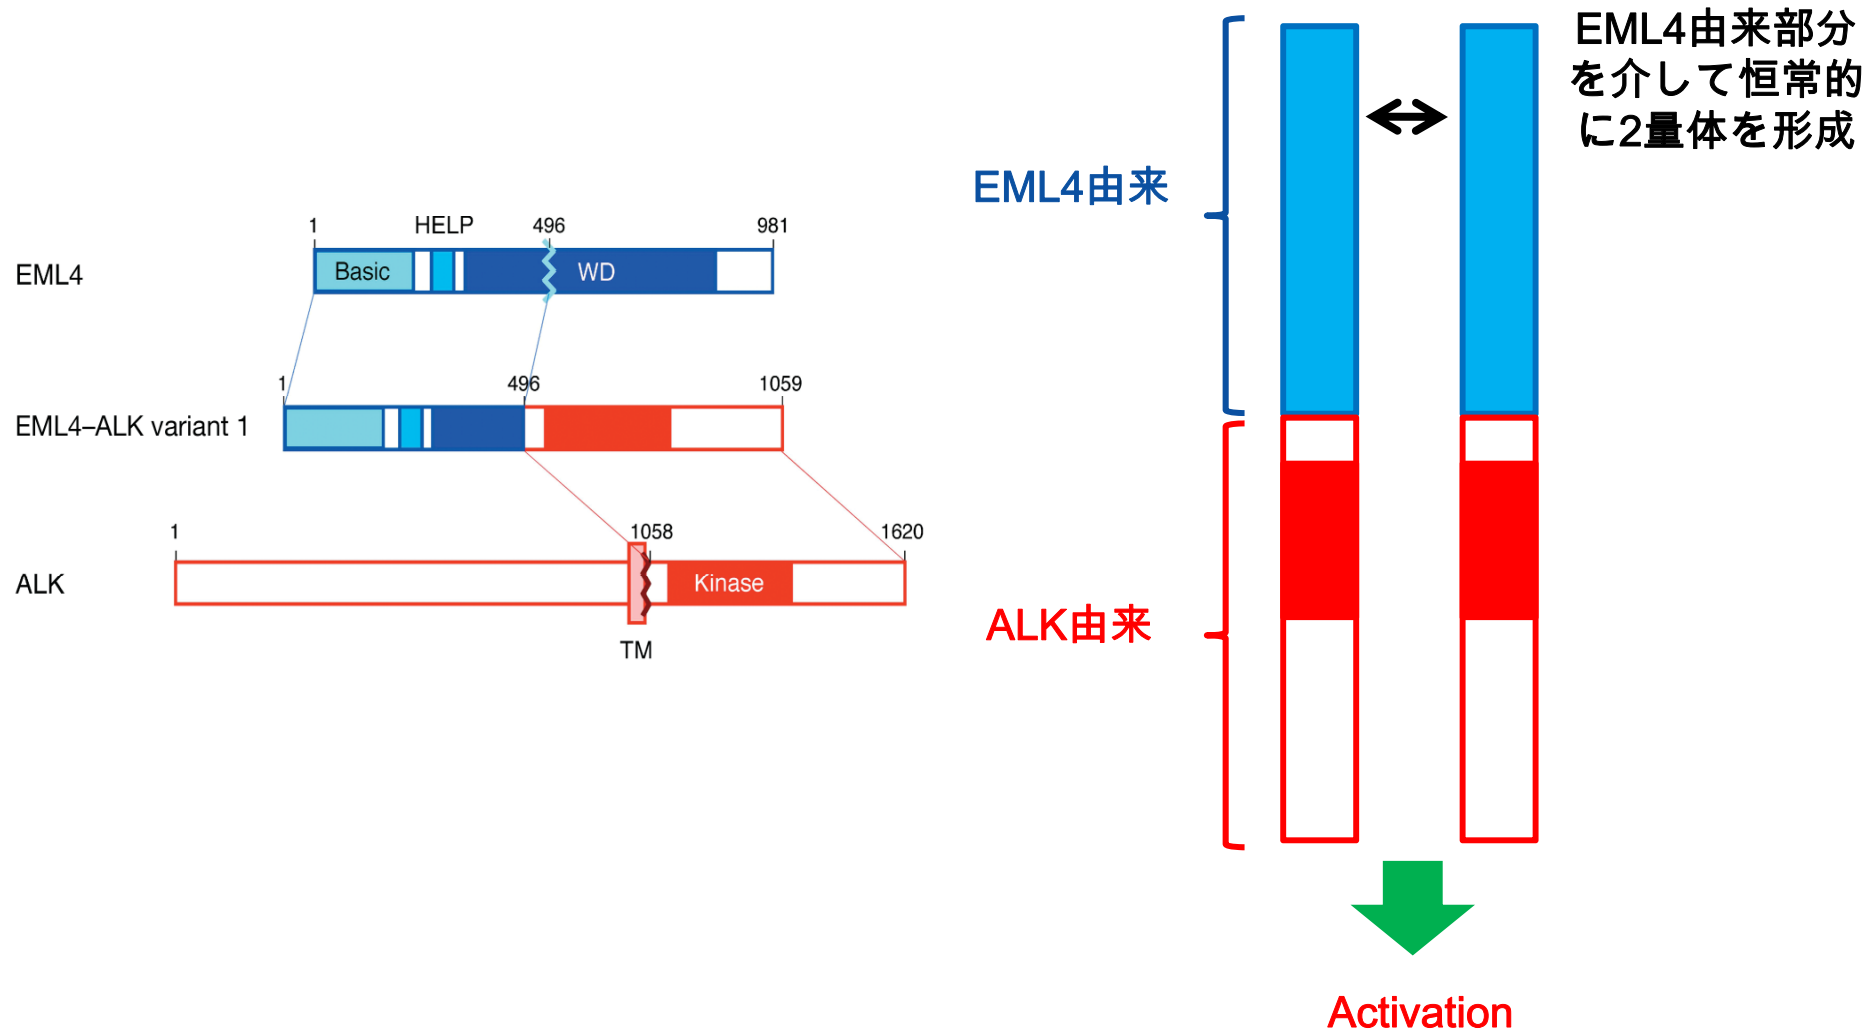 1 HELP 496 981
EML4
Basic
WD
1 496 1059
EML4–ALK variant 1
1 1058 1620
ALK
Kinase
TM
EML4由来部分
を介して恒常的
に2量体を形成
EML4由来
ALK由来
Activation